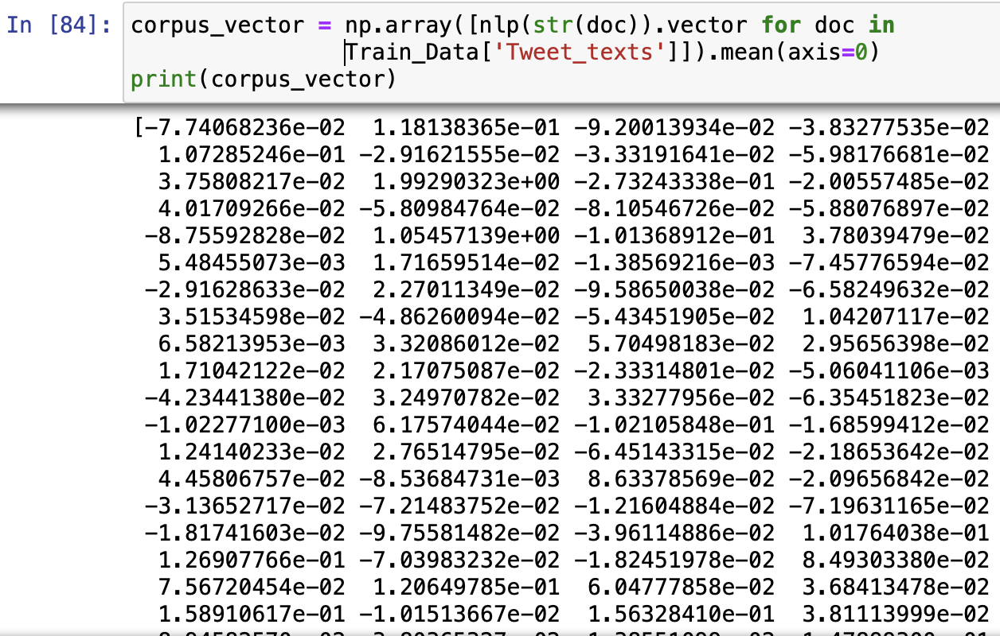 In [84]: corpus_vector = np.array([nlp(str(doc)).vector for doc in
Train_Data['Tweet_texts']]).mean(axis=0)
print(corpus_vector)
[-7.74068236e-02 1.18138365e-01 -9.20013934e-02 -3.83277535e-02
1.07285246e-01 -2.91621555e-02 -3.33191641e-02 -5.98176681e-02
3.75808217e-02 1.99290323e+00 -2.73243338e-01 -2.00557485e-02
4.01709266e-02 -5.80984764e-02 -8.10546726e-02 -5.88076897e-02
-8.75592828e-02 1.05457139e+00 -1.01368912e-01 3.78039479e-02
5.48455073e-03 1.71659514e-02 -1.38569216e-03 -7.45776594e-02
-2.91628633e-02 2.27011349e-02 -9.58650038e-02 -6.58249632e-02
3.51534598e-02 -4.86260094e-02 -5.43451905e-02 1.04207117e-02
6.58213953e-03 3.32086012e-02 5.70498183e-02 2.95656398e-02
1.71042122e-02 2.17075087e-02 -2.33314801e-02 -5.06041106e-03
-4.23441380e-02 3.24970782e-02 3.33277956e-02 -6.35451823e-02
-1.02277100e-03 6.17574044e-02 -1.02105848e-01 -1.68599412e-02
1.24140233e-02 2.76514795e-02 -6.45143315e-02 -2.18653642e-02
4.45806757e-02 -8.53684731e-03 8.63378569e-02 -2.09656842e-02
-3.13652717e-02 -7.21483752e-02 -1.21604884e-02 -7.19631165e-02
-1.81741603e-02 -9.75581482e-02 -3.96114886e-02 1.01764038e-01
1.26907766e-01 -7.03983232e-02 -1.82451978e-02 8.49303380e-02
7.56720454e-02 1.20649785e-01 6.04777858e-02 3.68413478e-02
1.58910617e-01 -1.01513667e-02 1.56328410e-01 3.81113999e-02